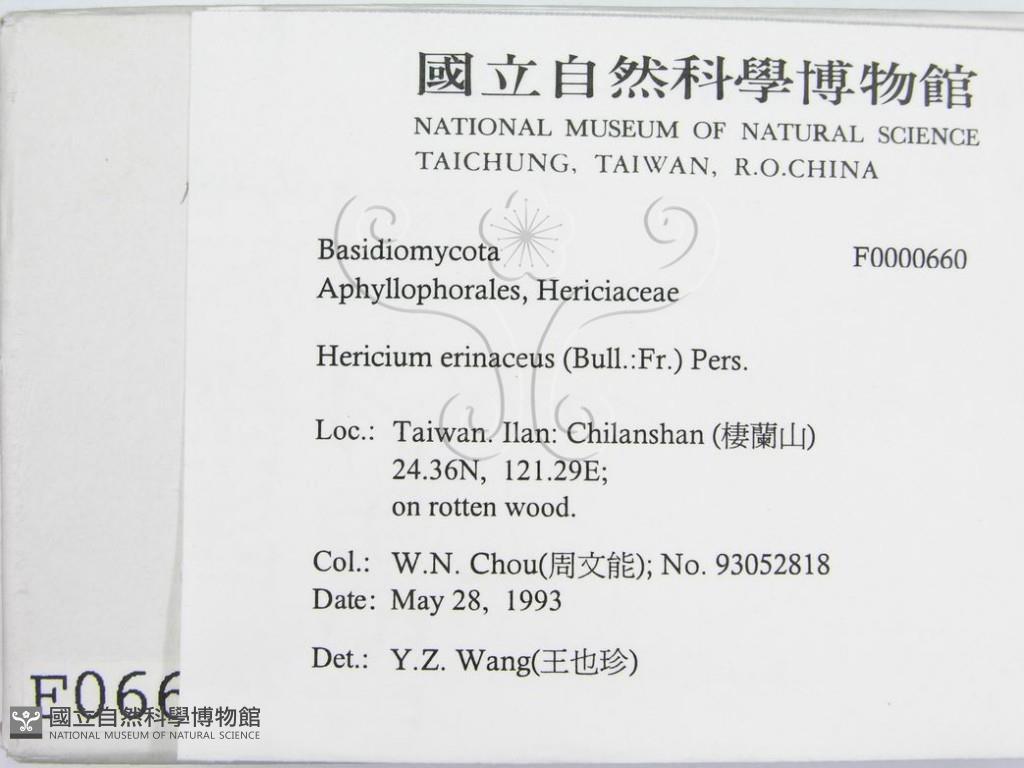 國立自然科學博物館
NATIONAL MUSEUM OF NATURAL SCIENCE
TAICHUNG, TAIWAN, R.O.CHINA
Basidiomycota F0000660
Aphyllophorales, Hericiaceae
Hericium erinaceus (Bull.:Fr.) Pers.
Loc.: Taiwan. Ilan: Chilanshan (棲蘭山)
24.36N, 121.29E;
on rotten wood.
Col.: W.N. Chou(周文能); No. 93052818
Date: May 28, 1993
Det.: Y.Z. Wang(王也珍)
F066
國立自然科學博物館
NATIONAL MUSEUM OF NATURAL SCIENCE